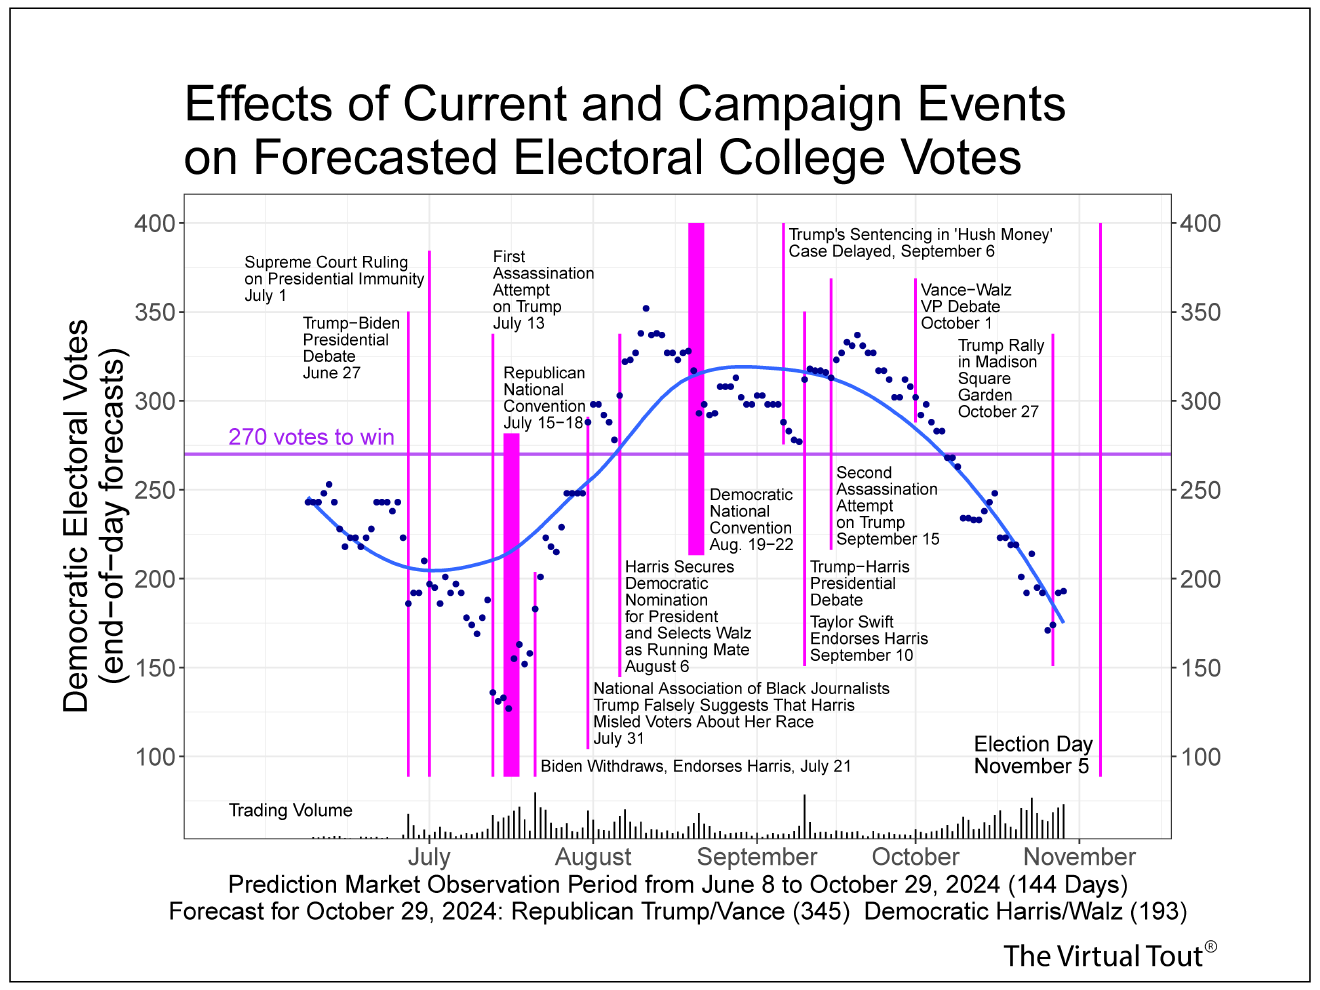 Effects of Current and Campaign Events
on Forecasted Electoral College Votes
Democratic Electoral Votes
(end−of−day forecasts)
400
350
300
250
200
150
100
400
350
300
250
200
150
100
Supreme Court Ruling
on Presidential Immunity
July 1
Trump−Biden
Presidential
Debate
June 27
First
Assassination
Attempt
on Trump
July 13
Republican
National
Convention
July 15−18
270 votes to win
Trump's Sentencing in 'Hush Money'
Case Delayed, September 6
Vance−Walz
VP Debate
October 1
Trump Rally
in Madison
Square
Garden
October 27
Democratic
National
Convention
Aug. 19−22
Second
Assassination
Attempt
on Trump
September 15
Harris Secures
Democratic
Nomination
for President
and Selects Walz
as Running Mate
August 6
Trump−Harris
Presidential
Debate
Taylor Swift
Endorses Harris
September 10
National Association of Black Journalists
Trump Falsely Suggests That Harris
Misled Voters About Her Race
July 31
Biden Withdraws, Endorses Harris, July 21
Election Day
November 5
Trading Volume
July
August
September
October
November
Prediction Market Observation Period from June 8 to October 29, 2024 (144 Days)
Forecast for October 29, 2024: Republican Trump/Vance (345)  Democratic Harris/Walz (193)
The Virtual Tout®